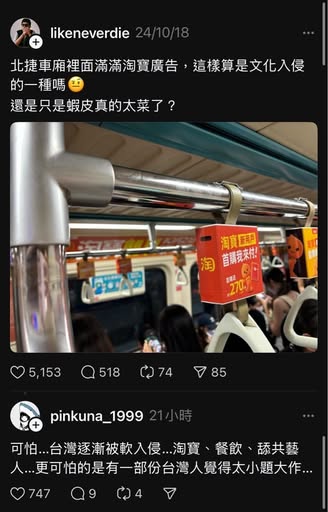 likeneverdie 24/10/18
北捷車廂裡面滿滿淘寶廣告，這樣算是文化入侵
的一種嗎🤨
還是只是蝦皮真的太菜了？
淘寶
首購我來付!
淘
270
5,153 518 74 85
pinkuna_1999 21小時
可怕...台灣逐漸被軟入侵...淘寶、餐飲、舔共藝
人...更可怕的是有一部份台灣人覺得太小題大作...
747 9 4